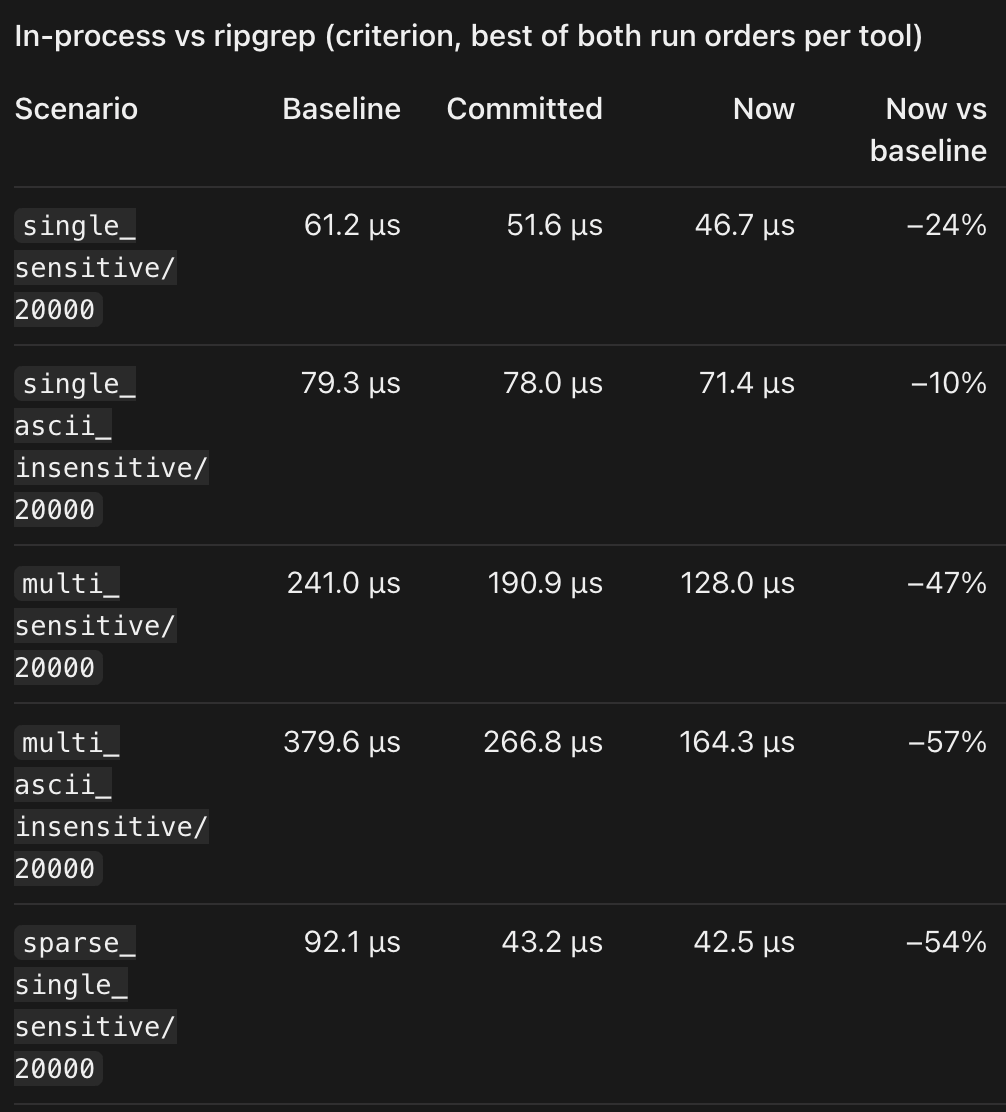 In-process vs ripgrep (criterion, best of both run orders per tool)
Scenario Baseline Committed Now Now vs
baseline
single_ 61.2 µs 51.6 µs 46.7 µs −24%
sensitive/
20000
single_ 79.3 µs 78.0 µs 71.4 µs −10%
ascii_
insensitive/
20000
multi_ 241.0 µs 190.9 µs 128.0 µs −47%
sensitive/
20000
multi_ 379.6 µs 266.8 µs 164.3 µs −57%
ascii_
insensitive/
20000
sparse_ 92.1 µs 43.2 µs 42.5 µs −54%
single_
sensitive/
20000